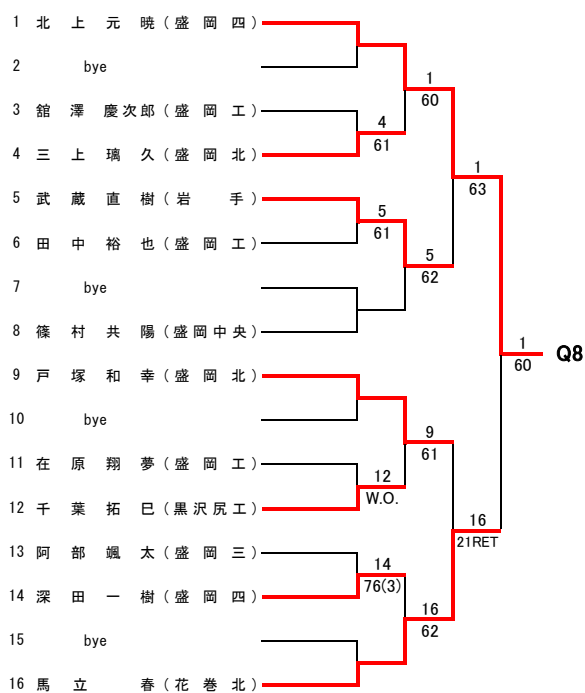 1 北上元暁(盛岡四)
2 bye
3 舘澤慶次郎(盛岡工)
4 三上璃久(盛岡北)
5 武蔵直樹(岩手)
6 田中裕也(盛岡工)
7 bye
8 篠村共陽(盛岡中央)
9 戸塚和幸(盛岡北)
10 bye
11 在原翔夢(盛岡工)
12 千葉拓巳(黒沢尻工)
13 阿部颯太(盛岡三)
14 深田一樹(盛岡四)
15 bye
16 馬立春(花巻北)
4
61
5
61
12
W.O.
14
76(3)
1
60
5
62
9
61
16
62
1
63
16
21RET
1
60
Q8